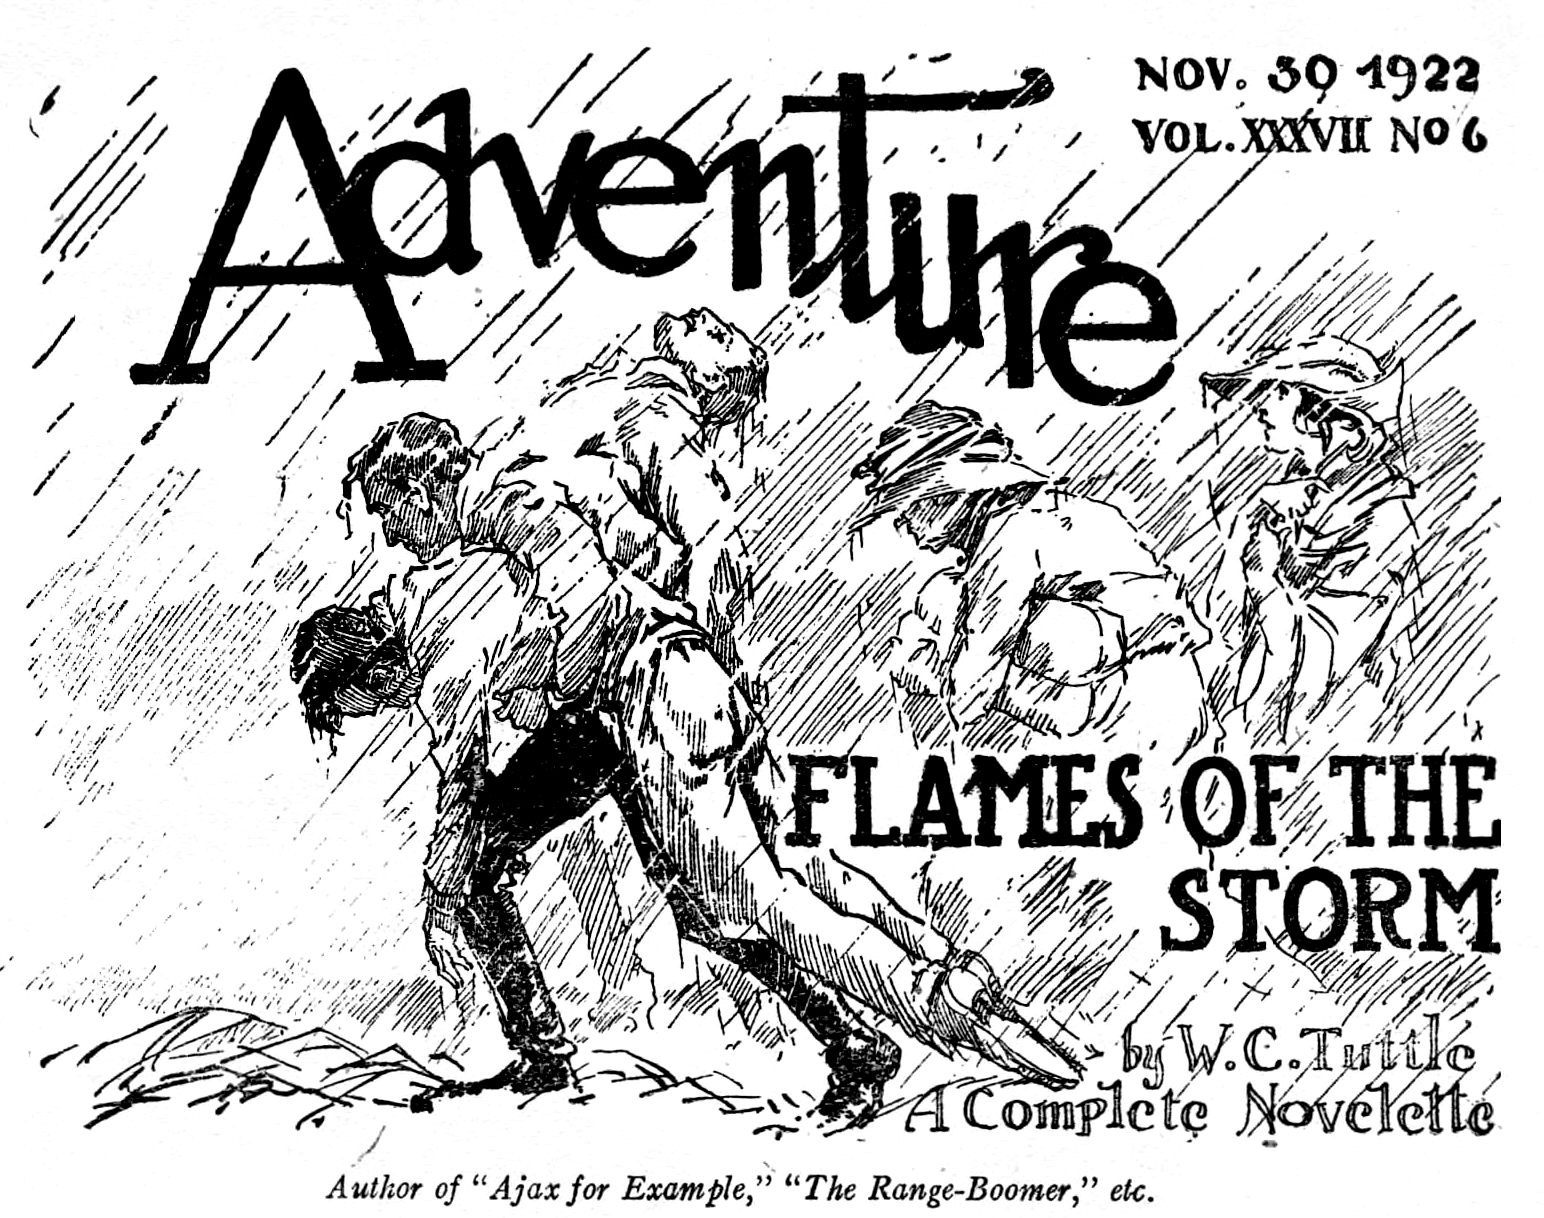 Adventure
NOV. 30 1922
VOL. XXXVII No 6
FLAMES OF THE
STORM
by W. C. Tuttle
A Complete Novelette
Author of “Ajax for Example,” “The Range-Boomer,” etc.